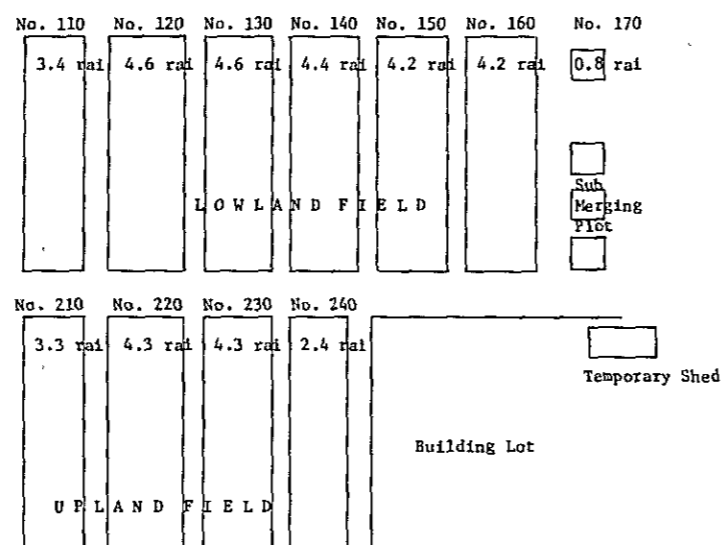 No. 110 No. 120 No. 130 No. 140 No. 150 No. 160 No. 170
3.4 rai 4.6 rai 4.6 rai 4.4 rai 4.2 rai 4.2 rai 0.8 rai
Sub
LOWLAND FIELD Merging
Plot
No. 210 No. 220 No. 230 No. 240
3.3 rai 4.3 rai 4.3 rai 2.4 rai
Temporary Shed
Building Lot
UPLAND FIELD